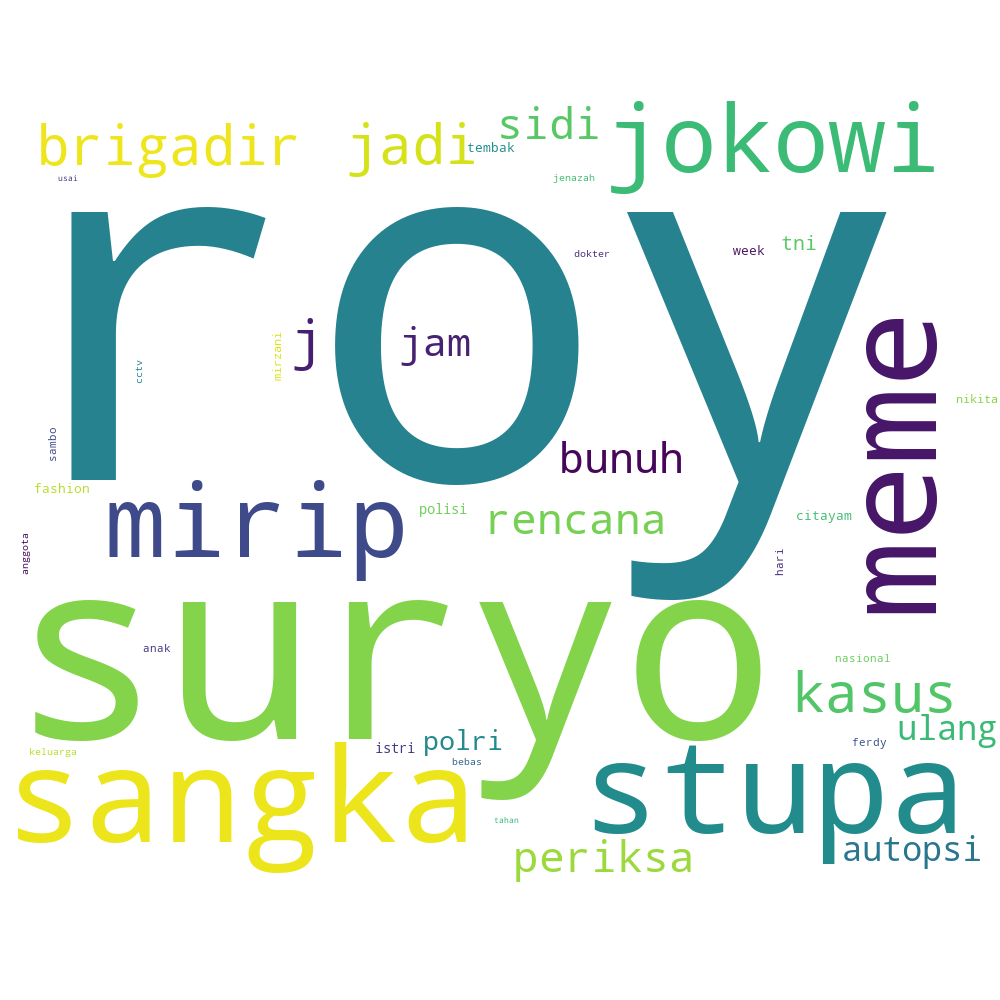 brigadir
jadi
sidi
jokowi
tembak
usai
jenazah
roy
tni
week
dokter
j
jam
mirzani
cctv
meme
nikita
sambo
bunuh
fashion
mirip
polisi
rencana
citayam
anggota
hari
suryo
anak
nasional
kasus
ulang
keluarga
istri
polri
bebas
ferdy
sangka
stupa
tahan
periksa
autopsi